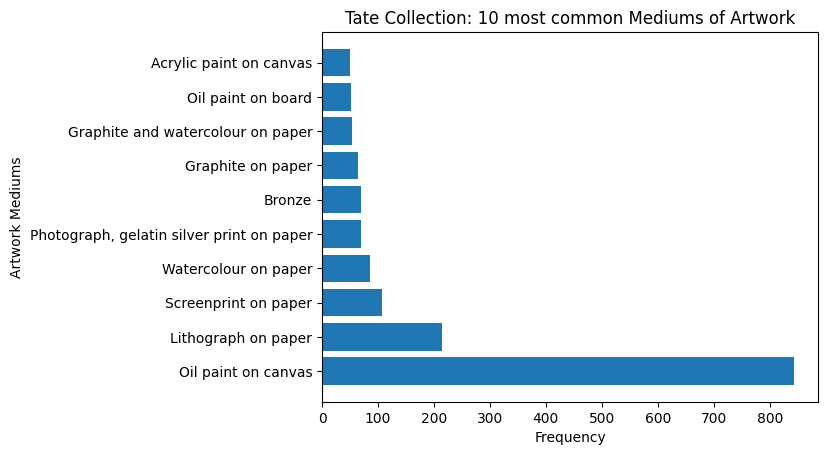 Tate Collection: 10 most common Mediums of Artwork
Artwork Mediums
Acrylic paint on canvas
Oil paint on board
Graphite and watercolour on paper
Graphite on paper
Bronze
Photograph, gelatin silver print on paper
Watercolour on paper
Screenprint on paper
Lithograph on paper
Oil paint on canvas
0 100 200 300 400 500 600 700 800
Frequency